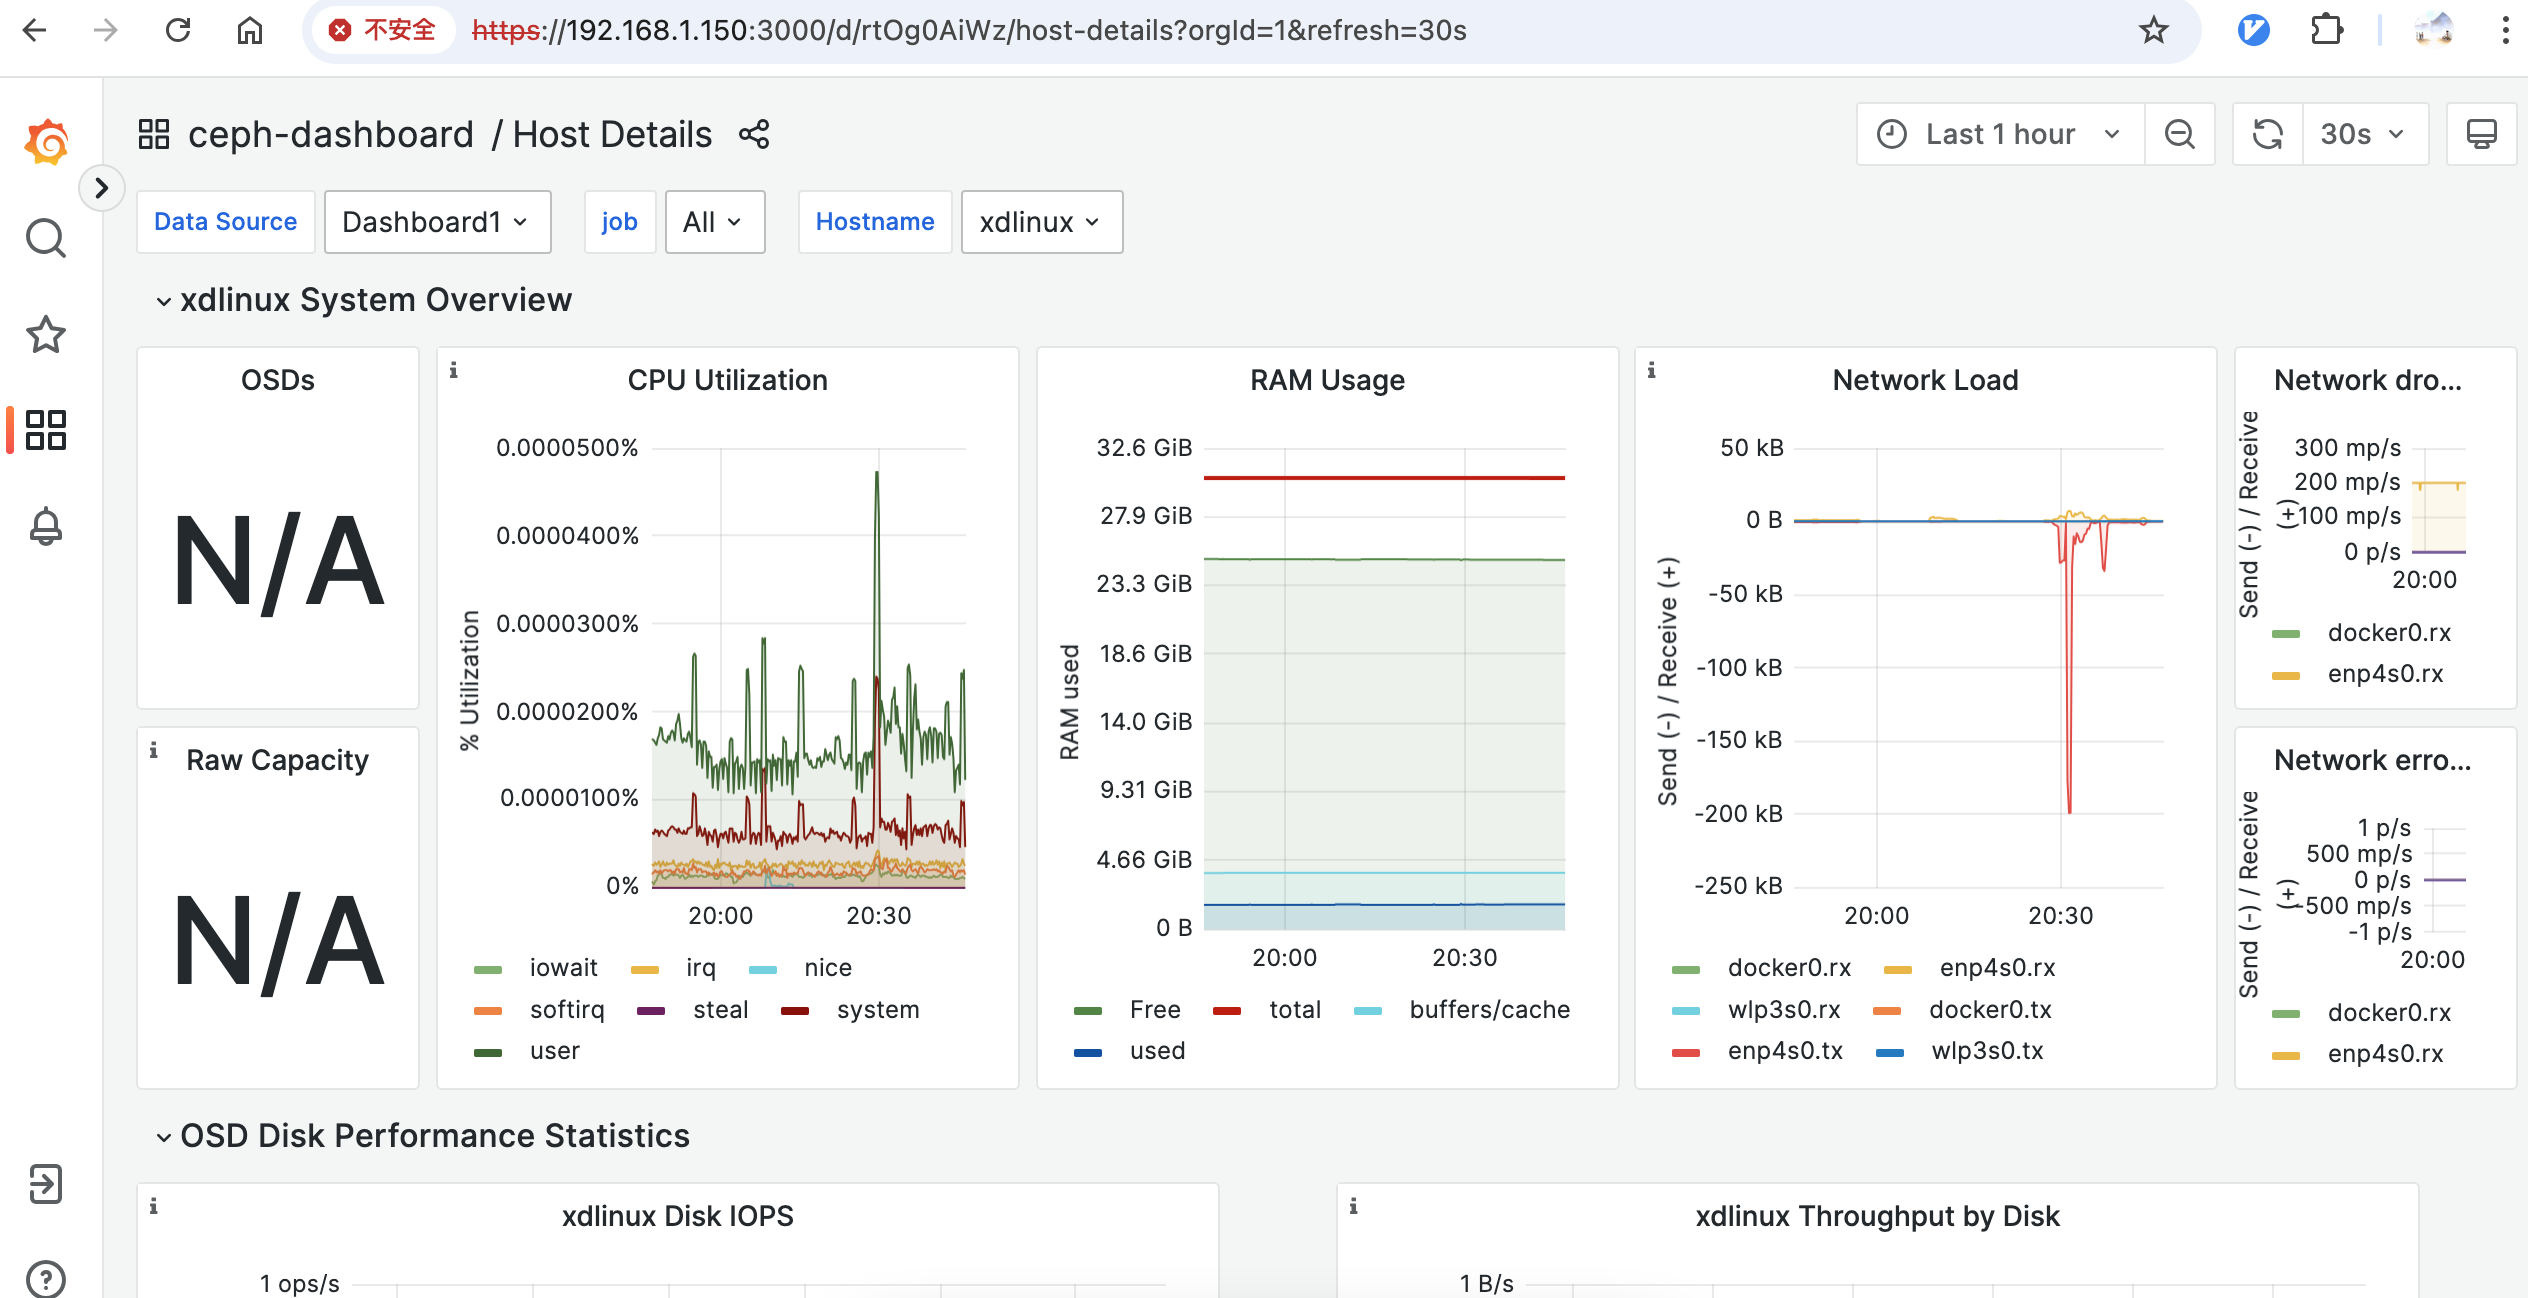 不安全 https://192.168.1.150:3000/d/rtOg0AiWz/host-details?orgId=1&refresh=30s
ceph-dashboard / Host Details
Last 1 hour
30s
Data Source Dashboard1 job All Hostname xdlinux
xdlinux System Overview
OSDs
N/A
Raw Capacity
N/A
CPU Utilization
% Utilization
0.0000500%
0.0000400%
0.0000300%
0.0000200%
0.0000100%
0%
20:00 20:30
iowait irq nice
softirq steal system
user
RAM Usage
RAM used
32.6 GiB
27.9 GiB
23.3 GiB
18.6 GiB
14.0 GiB
9.31 GiB
4.66 GiB
0 B
20:00 20:30
Free total buffers/cache
used
Network Load
Send (-) / Receive (+)
50 kB
0 B
-50 kB
-100 kB
-150 kB
-200 kB
-250 kB
20:00 20:30
docker0.rx enp4s0.rx
wlp3s0.rx docker0.tx
enp4s0.tx wlp3s0.tx
Network dro...
Send (-) / Receive
(+)
300 mp/s
200 mp/s
100 mp/s
0 p/s
20:00
docker0.rx
enp4s0.rx
Network erro...
Send (-) / Receive
(+)
1 p/s
500 mp/s
0 p/s
-500 mp/s
-1 p/s
20:00
docker0.rx
enp4s0.rx
OSD Disk Performance Statistics
xdlinux Disk IOPS
1 ops/s
xdlinux Throughput by Disk
1 B/s